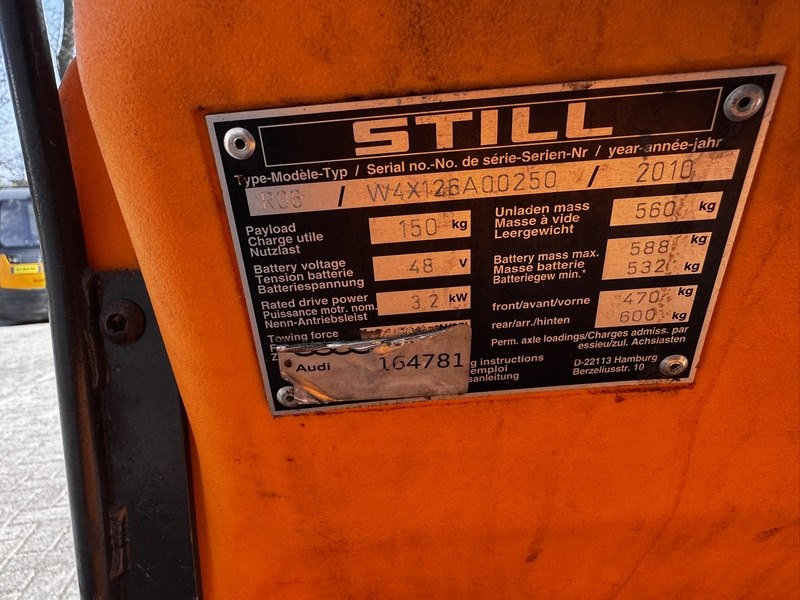 STILL
Type-Modèle-Typ / Serial no.-No. de série-Serien-Nr / year-année-jahr
R06 / W4X126A00250 / 2010
Payload
Charge utile
Nutzlast
150 kg
Battery voltage
Tension batterie
Batteriespannung
48 V
Rated drive power
Puissance motr. nom.
Nenn-Antriebsleist
3.2 kW
Towing force
Audi 164781
Unladen mass
Masse à vide
Leergewicht
560 kg
Battery mass max.
Masse batterie
Batteriegew min.*
588 kg
532 kg
front/avant/vorne 470 kg
rear/arr./hinten 600 kg
Perm. axle loadings/Charges admiss. par
essieu/zul. Achsiasten
g instructions
emploi
sanleitung
D-22113 Hamburg
Berzeliusstr. 10